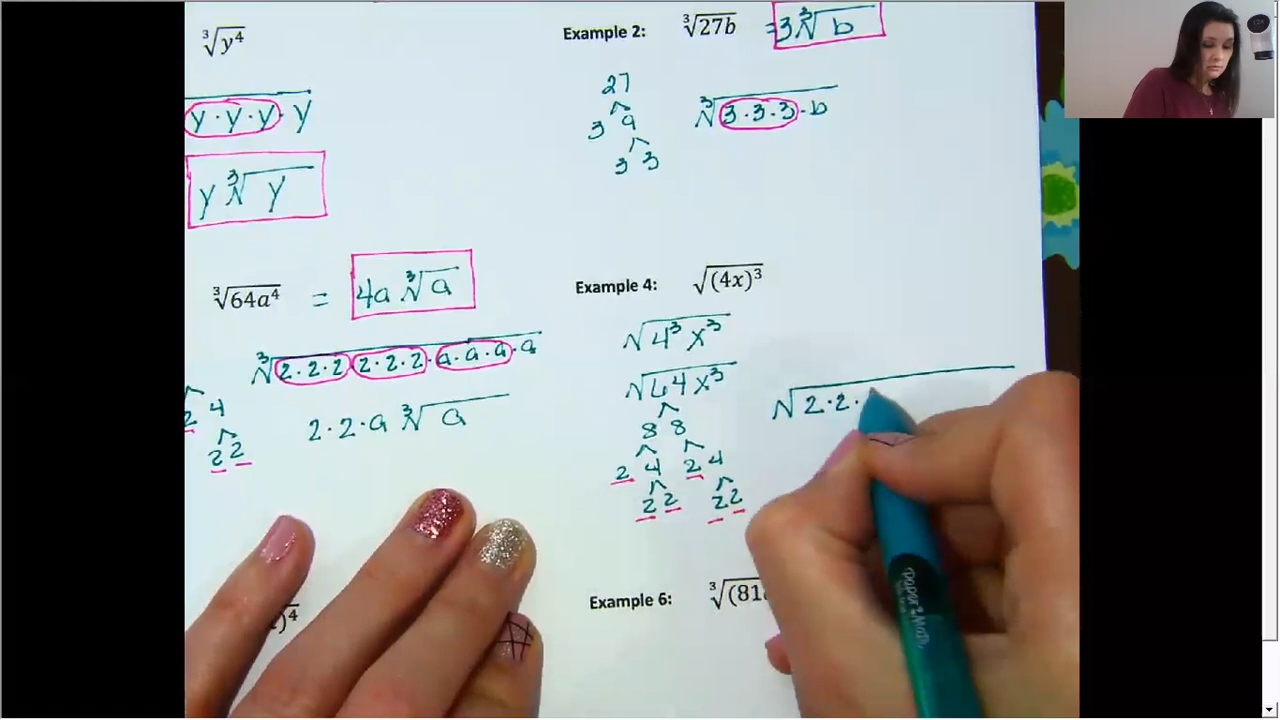 ∛y⁴
y·y·y·y
y∛y
Example 2: ∛27b = 3∛b
27
3 9
3 3
∛3·3·3·b
∛64a⁴ = 4a∛a
∛2·2·2·2·2·2·a·a·a·a
2 4
2 2
2·2·a∛a
Example 4: √(4x)³
√4³x³
√64x³
8 8
2 4 2 4
2 2 2 2
√2·2·
)⁴
Example 6: ∛(81
Paper Mate